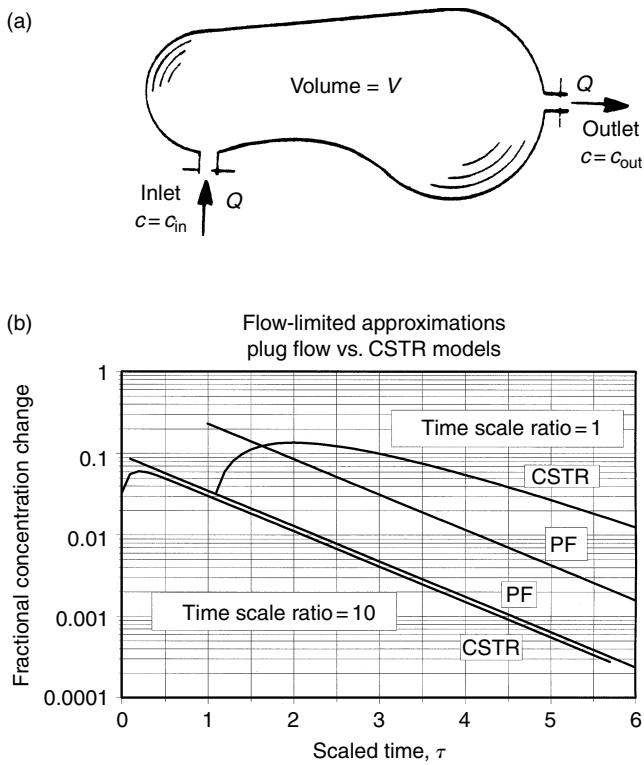 (a)
Volume = V
Q
Outlet
c = cout
Inlet
Q
c = cin
(b)
Flow-limited approximations
plug flow vs. CSTR models
Fractional concentration change
1
0.1
0.01
0.001
0.0001
Time scale ratio = 1
CSTR
PF
PF
Time scale ratio = 10
CSTR
0
1
2
3
4
5
6
Scaled time, τ